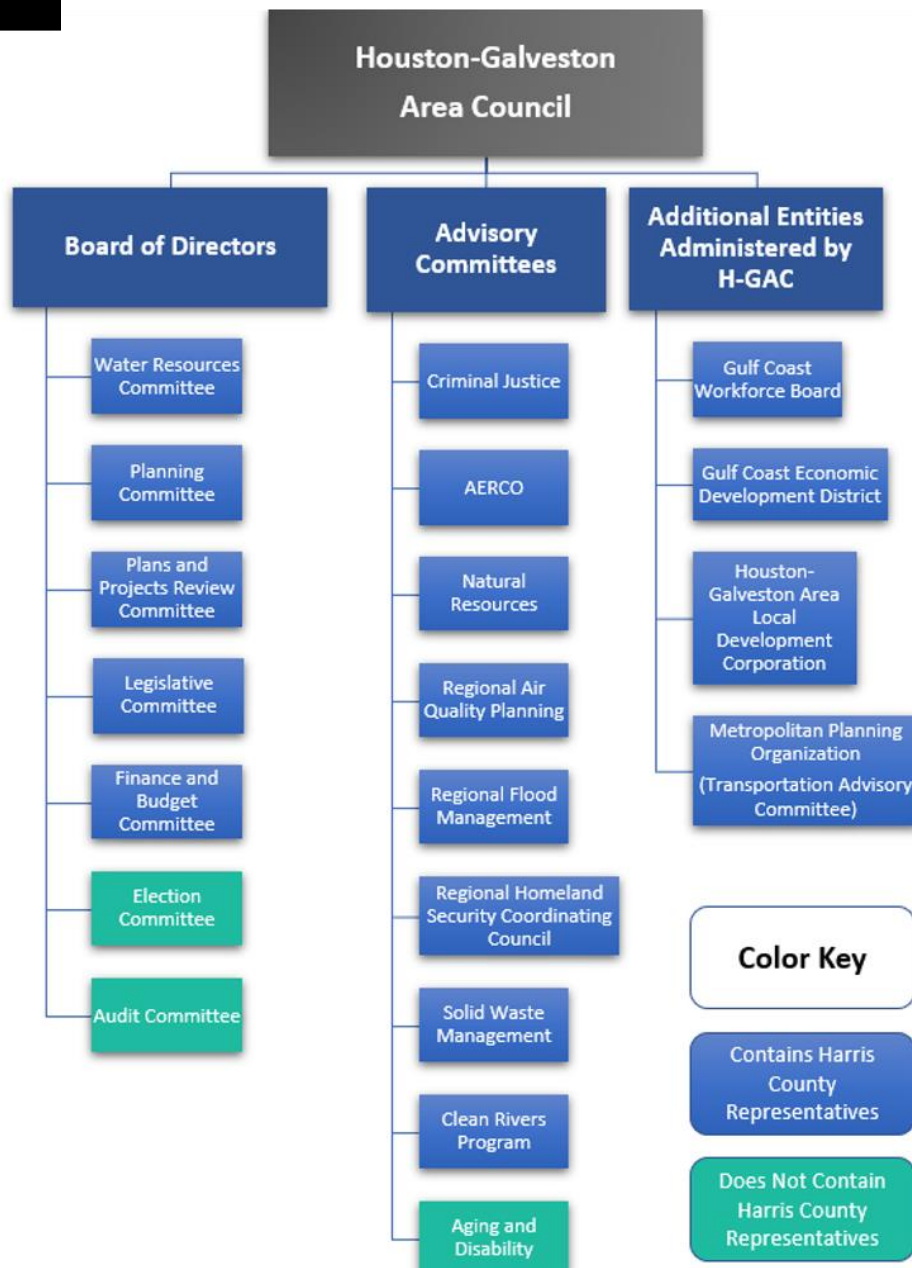 Houston-Galveston
Area Council
Board of Directors
Water Resources
Committee
Planning
Committee
Plans and
Projects Review
Committee
Legislative
Committee
Finance and
Budget
Committee
Election
Committee
Audit Committee
Advisory
Committees
Criminal Justice
AERCO
Natural
Resources
Regional Air
Quality Planning
Regional Flood
Management
Regional Homeland
Security Coordinating
Council
Solid Waste
Management
Clean Rivers
Program
Aging and
Disability
Additional Entities
Administered by
H-GAC
Gulf Coast
Workforce Board
Gulf Coast Economic
Development District
Houston-
Galveston Area
Local
Development
Corporation
Metropolitan Planning
Organization
(Transportation Advisory
Committee)
Color Key
Contains Harris
County
Representatives
Does Not Contain
Harris County
Representatives